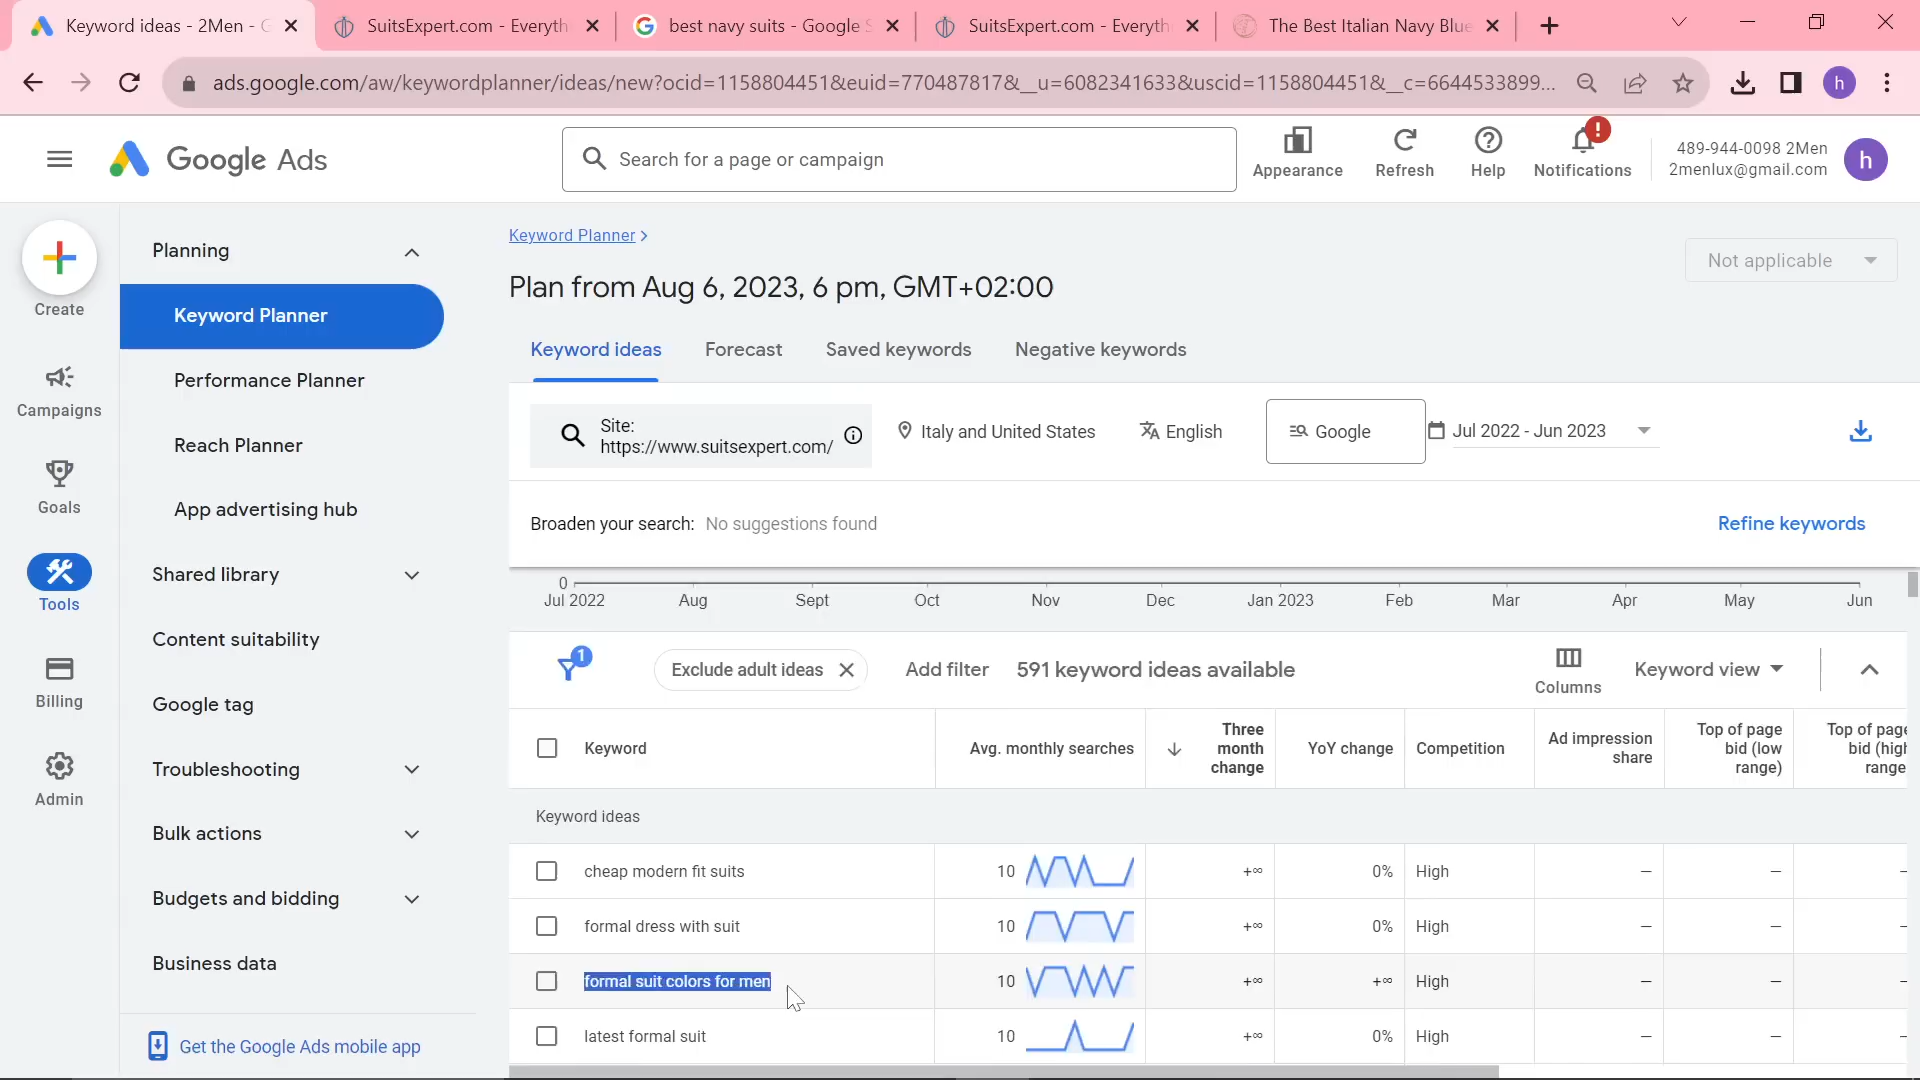 Keyword ideas - 2Men - G
SuitsExpert.com - Everyth
best navy suits - Google S
SuitsExpert.com - Everyth
The Best Italian Navy Blue
ads.google.com/aw/keywordplanner/ideas/new?ocid=1158804451&euid=770487817&__u=6082341633&uscid=1158804451&__c=6644533899...
h
Google Ads
Search for a page or campaign
Appearance
Refresh
Help
!
Notifications
489-944-0098 2Men
2menlux@gmail.com
h
Create
Campaigns
Goals
Tools
Billing
Admin
Planning
Keyword Planner
Performance Planner
Reach Planner
App advertising hub
Shared library
Content suitability
Google tag
Troubleshooting
Bulk actions
Budgets and bidding
Business data
Get the Google Ads mobile app
Keyword Planner
Plan from Aug 6, 2023, 6 pm, GMT+02:00
Not applicable
Keyword ideas
Forecast
Saved keywords
Negative keywords
Site:
https://www.suitsexpert.com/
Italy and United States
English
Google
Jul 2022 - Jun 2023
Broaden your search: No suggestions found
Refine keywords
0
Jul 2022 Aug Sept Oct Nov Dec Jan 2023 Feb Mar Apr May Jun
1
Exclude adult ideas
Add filter
591 keyword ideas available
Columns
Keyword view
Keyword
Avg. monthly searches
Three
month
change
YoY change
Competition
Ad impression
share
Top of page
bid (low
range)
Top of page
bid (high
range
Keyword ideas
cheap modern fit suits 10 +∞ 0% High – – –
formal dress with suit 10 +∞ 0% High – – –
formal suit colors for men 10 +∞ +∞ High – – –
latest formal suit 10 +∞ 0% High – – –